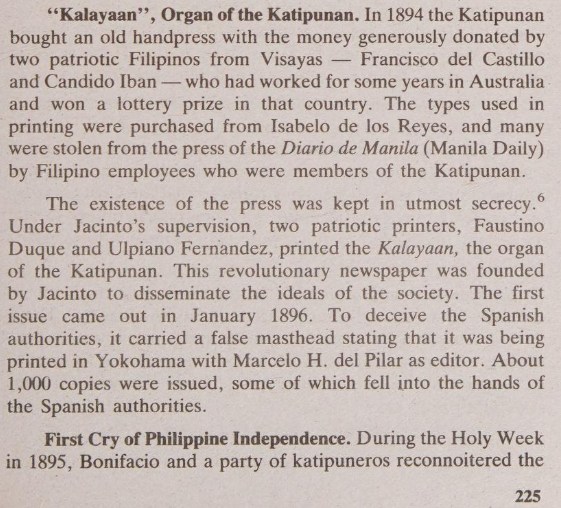 “Kalayaan”, Organ of the Katipunan. In 1894 the Katipunan
bought an old handpress with the money generously donated by
two patriotic Filipinos from Visayas — Francisco del Castillo
and Candido Iban — who had worked for some years in Australia
and won a lottery prize in that country. The types used in
printing were purchased from Isabelo de los Reyes, and many
were stolen from the press of the Diario de Manila (Manila Daily)
by Filipino employees who were members of the Katipunan.
The existence of the press was kept in utmost secrecy.6
Under Jacinto's supervision, two patriotic printers, Faustino
Duque and Ulpiano Fernandez, printed the Kalayaan, the organ
of the Katipunan. This revolutionary newspaper was founded
by Jacinto to disseminate the ideals of the society. The first
issue came out in January 1896. To deceive the Spanish
authorities, it carried a false masthead stating that it was being
printed in Yokohama with Marcelo H. del Pilar as editor. About
1,000 copies were issued, some of which fell into the hands of
the Spanish authorities.
First Cry of Philippine Independence. During the Holy Week
in 1895, Bonifacio and a party of katipuneros reconnoitered the
225